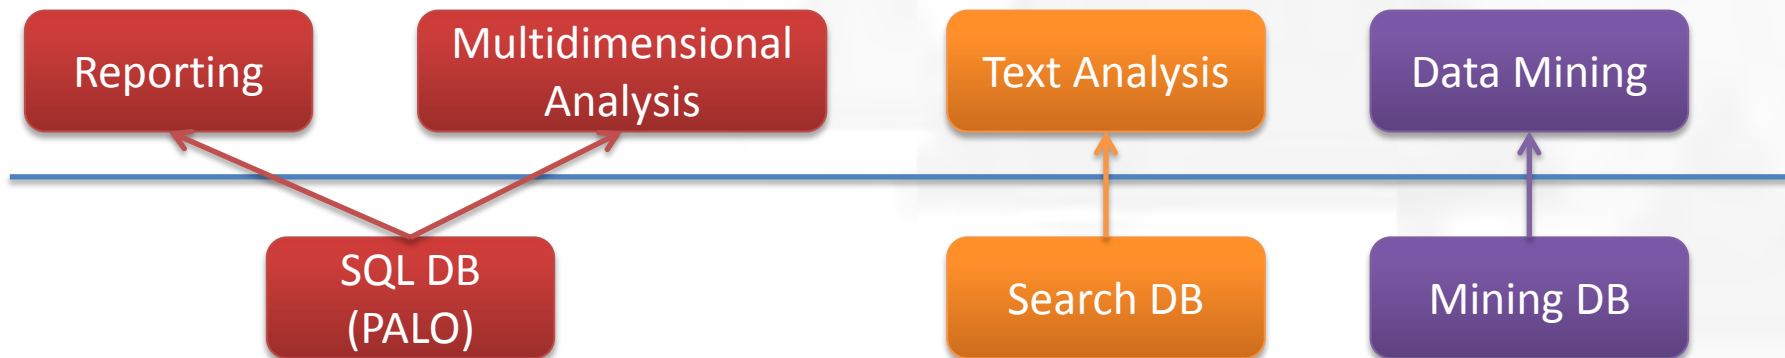 Reporting
Multidimensional
Analysis
Text Analysis
Data Mining
SQL DB
(PALO)
Search DB
Mining DB